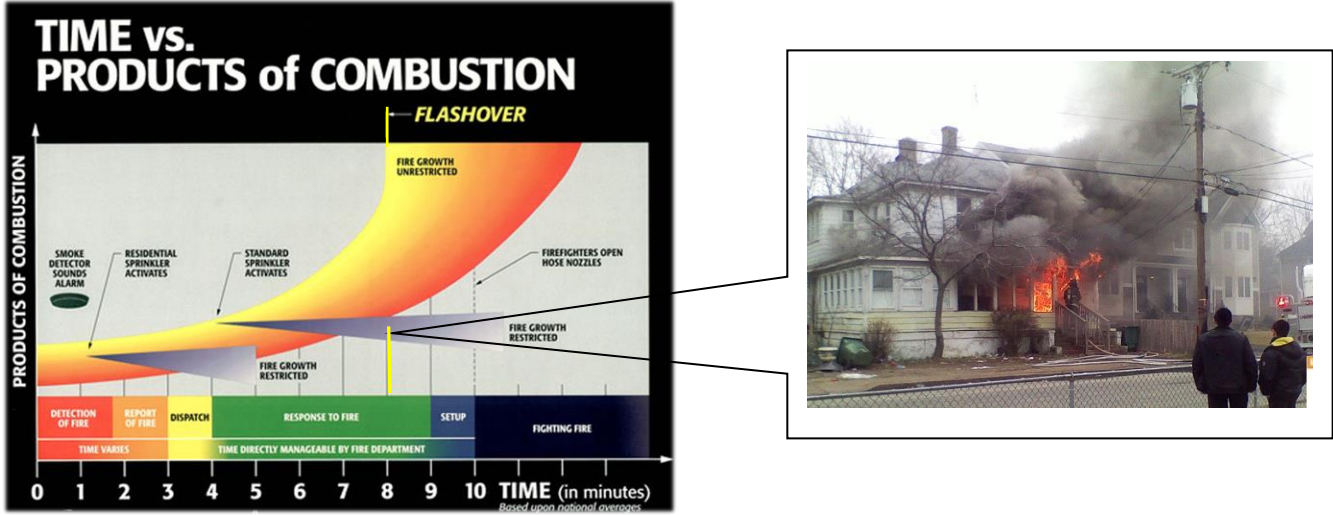 TIME vs.
PRODUCTS of COMBUSTION
FLASHOVER
PRODUCTS OF COMBUSTION
FIRE GROWTH
UNRESTRICTED
SMOKE
DETECTOR
SOUNDS
ALARM
RESIDENTIAL
SPRINKLER
ACTIVATES
STANDARD
SPRINKLER
ACTIVATES
FIREFIGHTERS OPEN
HOSE NOZZLES
FIRE GROWTH
RESTRICTED
FIRE GROWTH
RESTRICTED
DETECTION
OF FIRE
REPORT
OF FIRE
DISPATCH
RESPONSE TO FIRE
SETUP
FIGHTING FIRE
TIME VARIES
TIME DIRECTLY MANAGEABLE BY FIRE DEPARTMENT
0 1 2 3 4 5 6 7 8 9 10 TIME (in minutes)
Based upon national averages